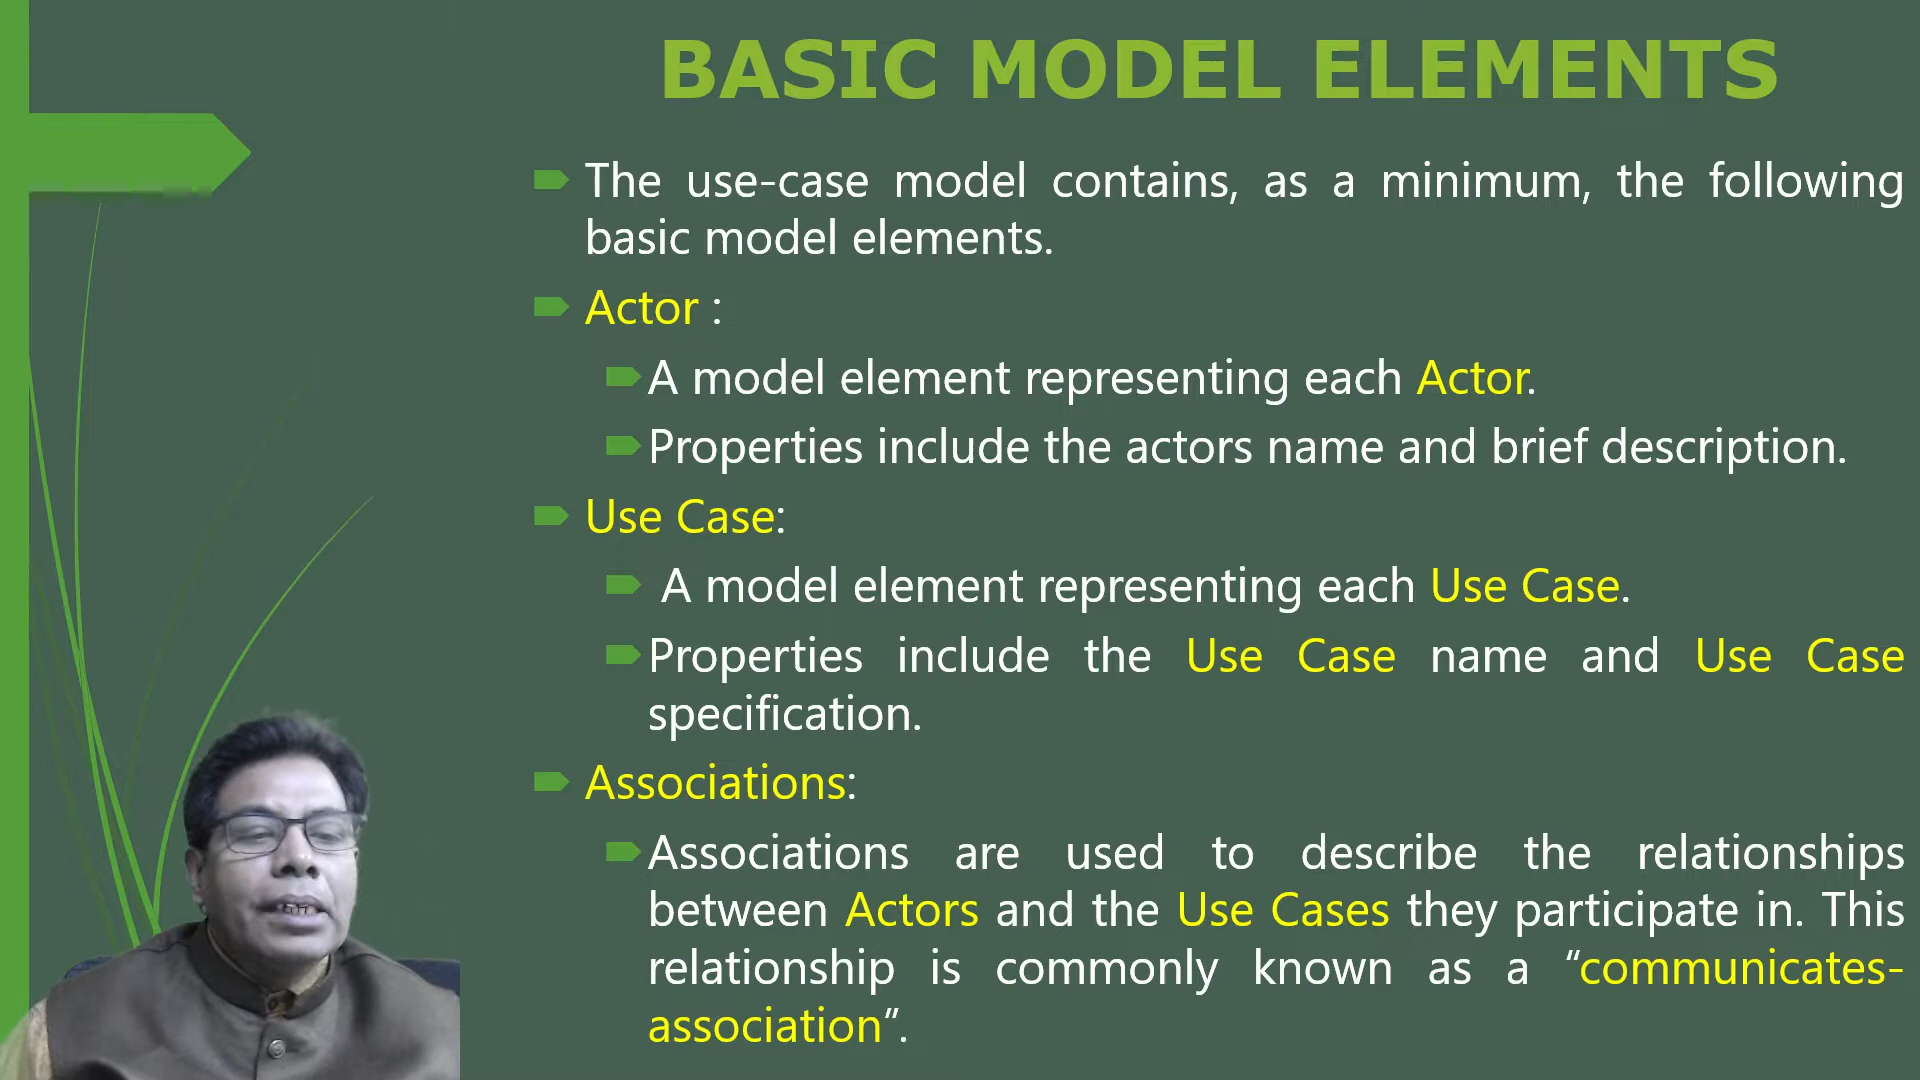 BASIC MODEL ELEMENTS
The use-case model contains, as a minimum, the following
basic model elements.
Actor :
A model element representing each Actor.
Properties include the actors name and brief description.
Use Case:
A model element representing each Use Case.
Properties include the Use Case name and Use Case
specification.
Associations:
Associations are used to describe the relationships
between Actors and the Use Cases they participate in. This
relationship is commonly known as a “communicates-
association”.